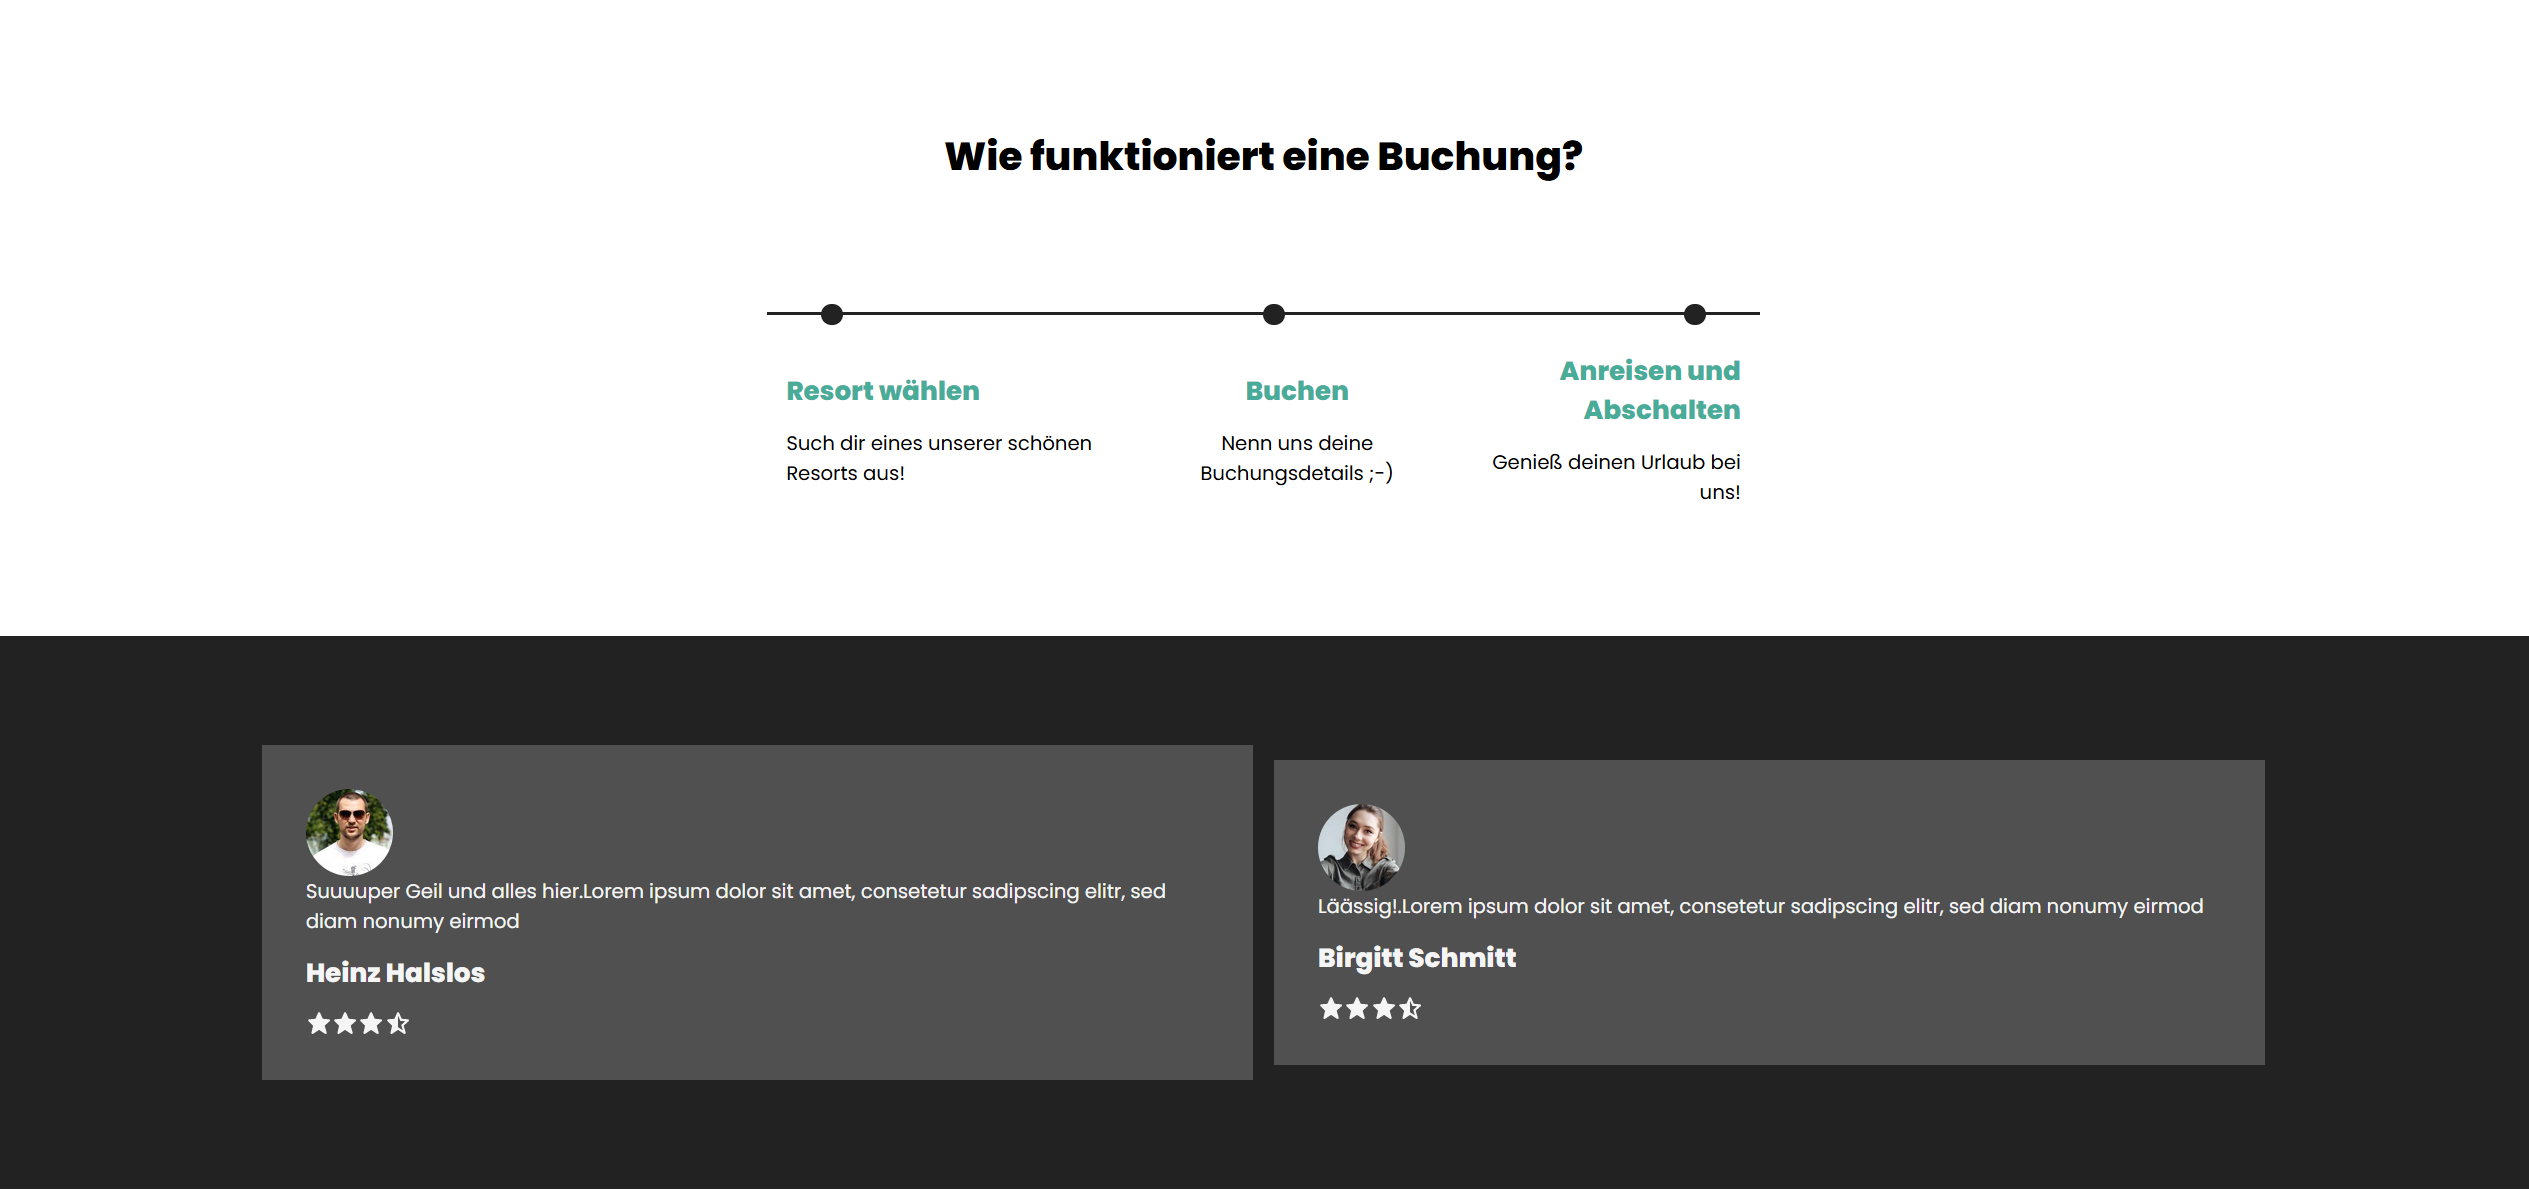 Wie funktioniert eine Buchung?
Resort wählen
Such dir eines unserer schönen
Resorts aus!
Buchen
Nenn uns deine
Buchungsdetails ;-)
Anreisen und
Abschalten
Genieß deinen Urlaub bei
uns!
Suuuuper Geil und alles hier.Lorem ipsum dolor sit amet, consetetur sadipscing elitr, sed
diam nonumy eirmod
Heinz Halslos
Läässig!.Lorem ipsum dolor sit amet, consetetur sadipscing elitr, sed diam nonumy eirmod
Birgitt Schmitt